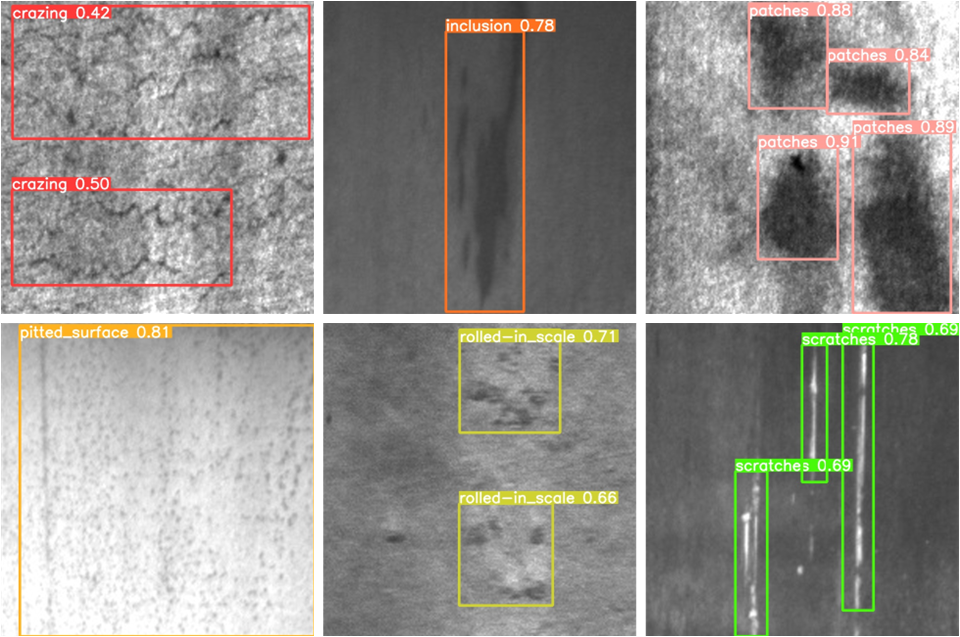 crazing 0.42
crazing 0.50
inclusion 0.78
patches 0.88
patches 0.84
patches 0.91
patches 0.89
pitted_surface 0.81
rolled-in_scale 0.71
rolled-in_scale 0.66
scratches 0.69
scratches 0.78
scratches 0.69